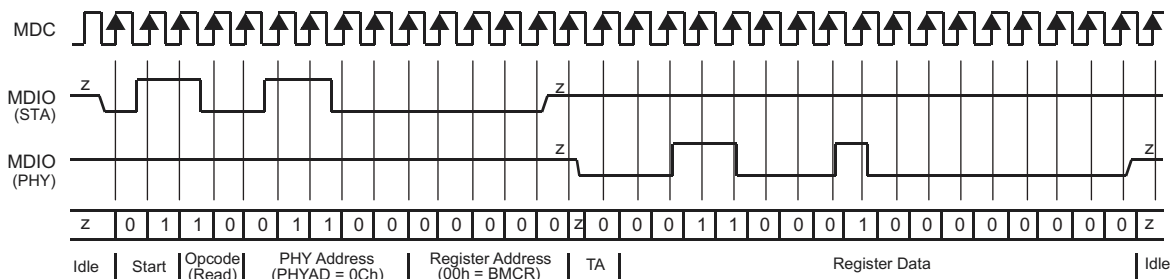 MDC
z
z
MDIO
(STA)
z
z
MDIO
(PHY)
z 0 1 1 0 0 1 1 0 0 0 0 0 0 0 z 0 0 0 1 1 0 0 0 1 0 0 0 0 0 0 0 0 z
Idle Start Opcode (Read) PHY Address (PHYAD = 0Ch) Register Address (00h = BMCR) TA Register Data Idle